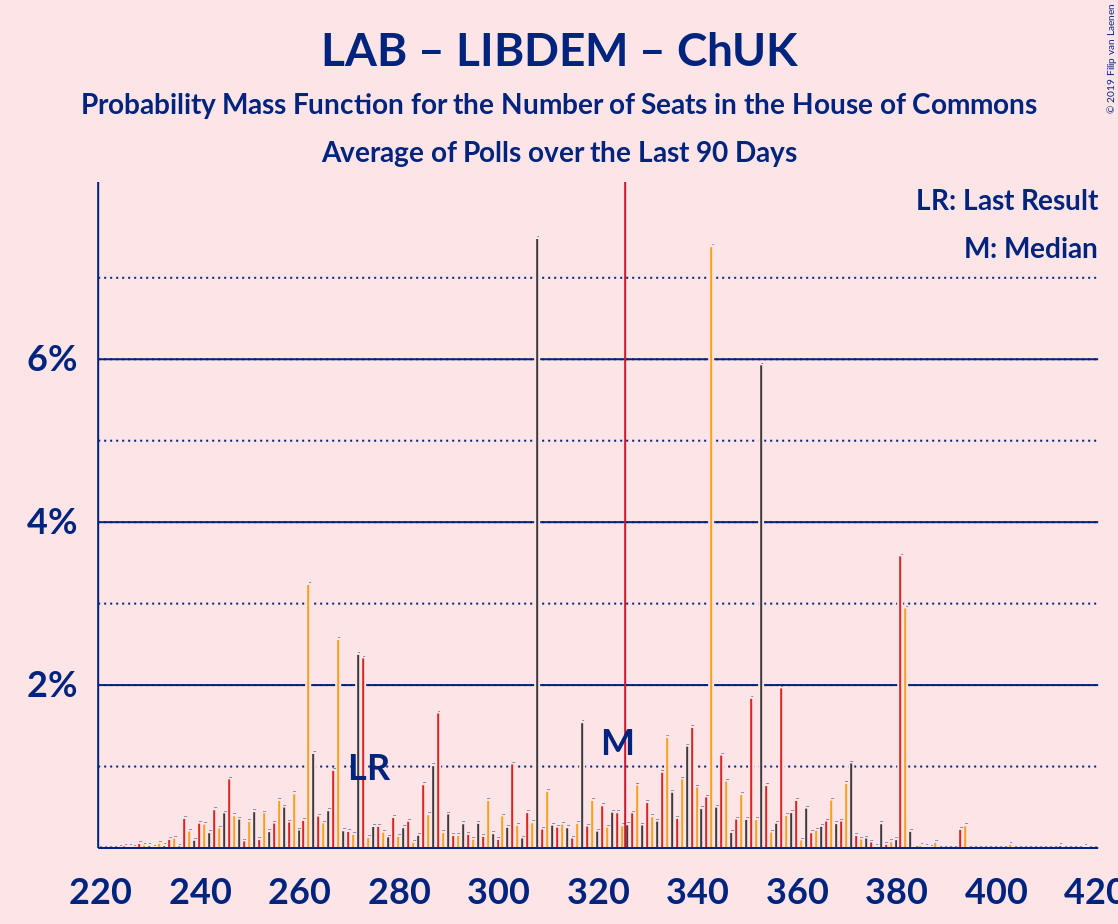 LAB – LIBDEM – ChUK
Probability Mass Function for the Number of Seats in the House of Commons
Average of Polls over the Last 90 Days
© 2019 Filip van Laenen
LR: Last Result
M: Median
6%
4%
2%
LR
M
220 240 260 280 300 320 340 360 380 400 420